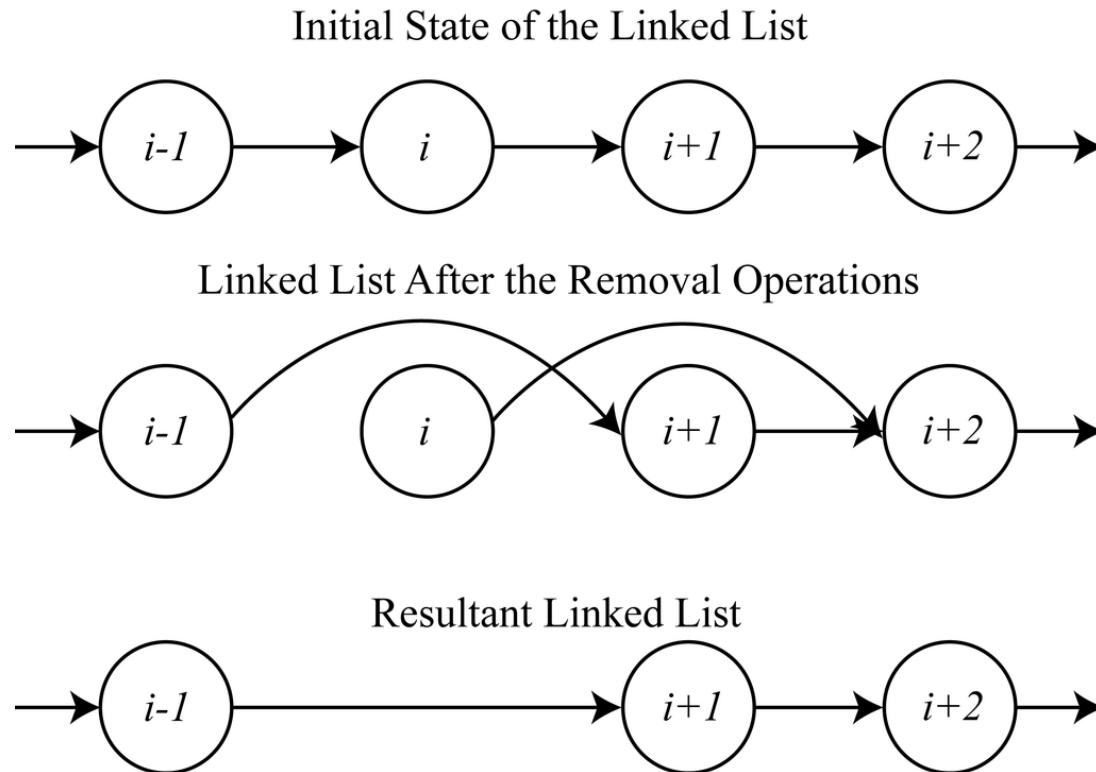 Initial State of the Linked List
i-1 i i+1 i+2
Linked List After the Removal Operations
i-1 i i+1 i+2
Resultant Linked List
i-1 i+1 i+2